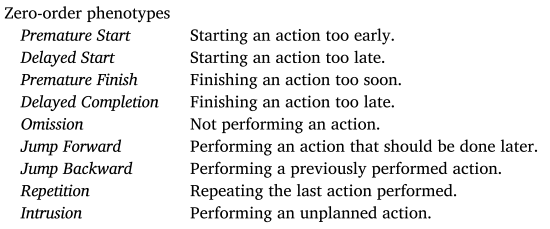 Zero-order phenotypes
Premature Start Starting an action too early.
Delayed Start Starting an action too late.
Premature Finish Finishing an action too soon.
Delayed Completion Finishing an action too late.
Omission Not performing an action.
Jump Forward Performing an action that should be done later.
Jump Backward Performing a previously performed action.
Repetition Repeating the last action performed.
Intrusion Performing an unplanned action.